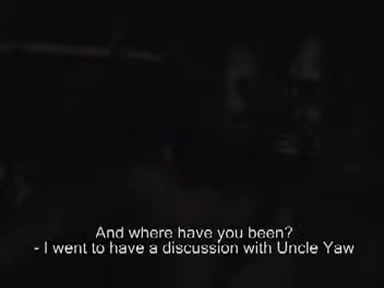 And where have you been?
- I went to have a discussion with Uncle Yaw